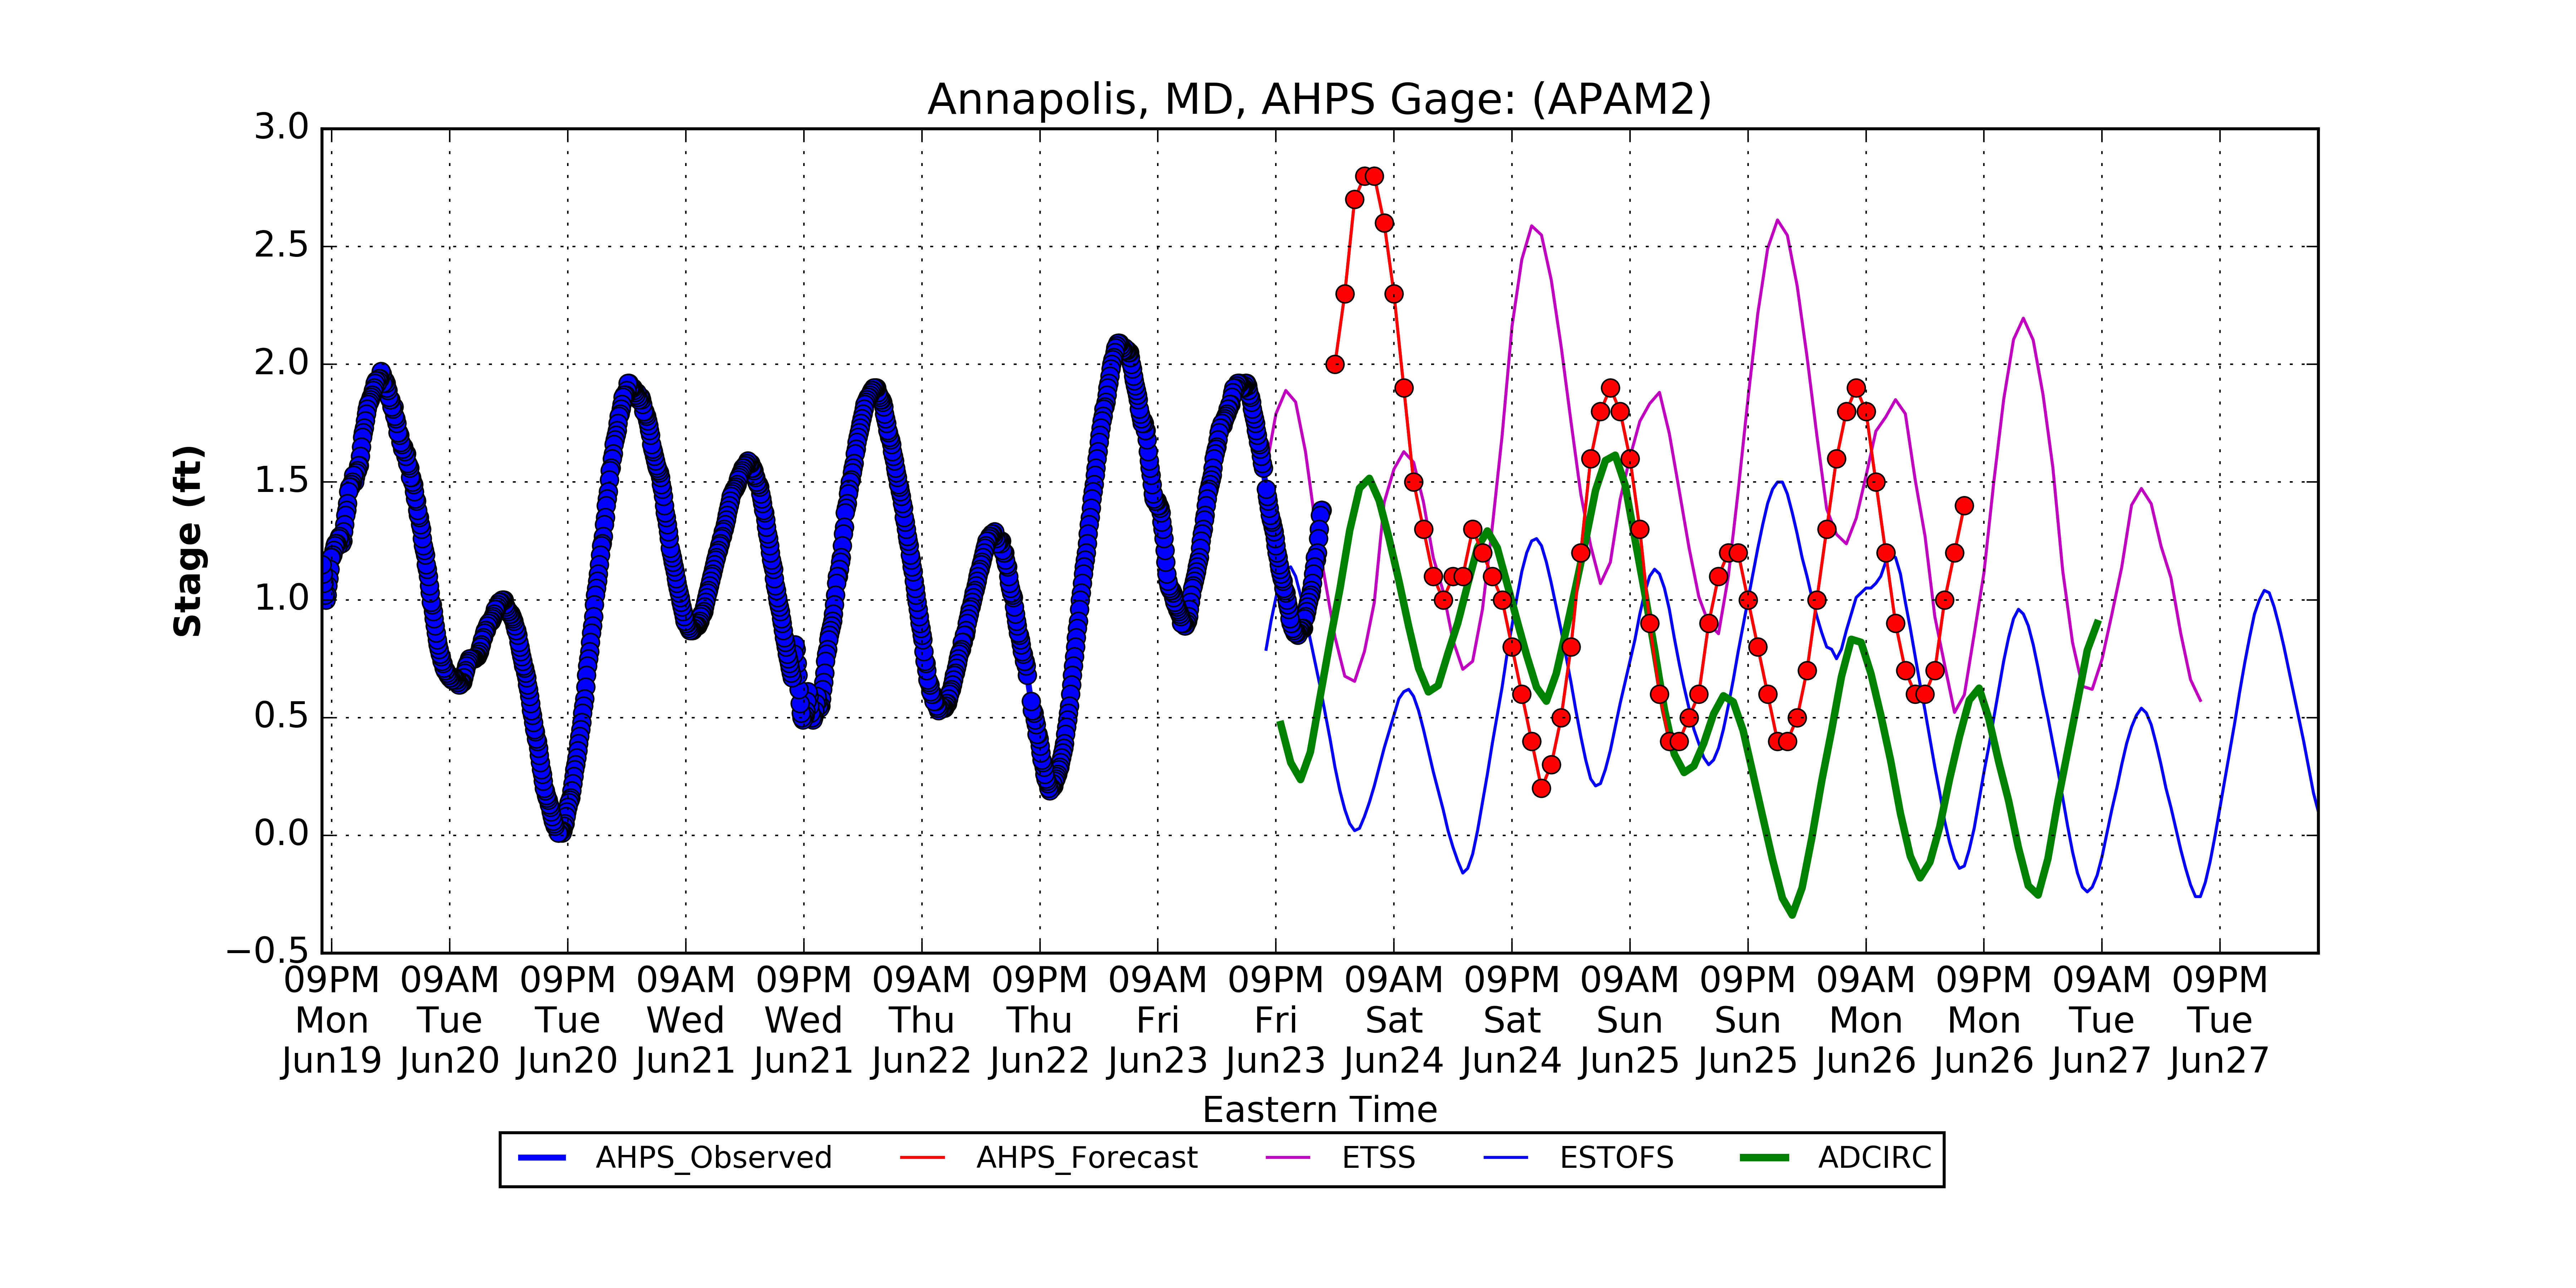 Annapolis, MD, AHPS Gage: (APAM2)
3.0
2.5
2.0
1.5
1.0
0.5
0.0
−0.5
Stage (ft)
09PM 09AM 09PM 09AM 09PM 09AM 09PM 09AM 09PM 09AM 09PM 09AM 09PM 09AM 09PM 09AM 09PM
Mon Tue Tue Wed Wed Thu Thu Fri Fri Sat Sat Sun Sun Mon Mon Tue Tue
Jun19 Jun20 Jun20 Jun21 Jun21 Jun22 Jun22 Jun23 Jun23 Jun24 Jun24 Jun25 Jun25 Jun26 Jun26 Jun27 Jun27
Eastern Time
AHPS_Observed AHPS_Forecast ETSS ESTOFS ADCIRC